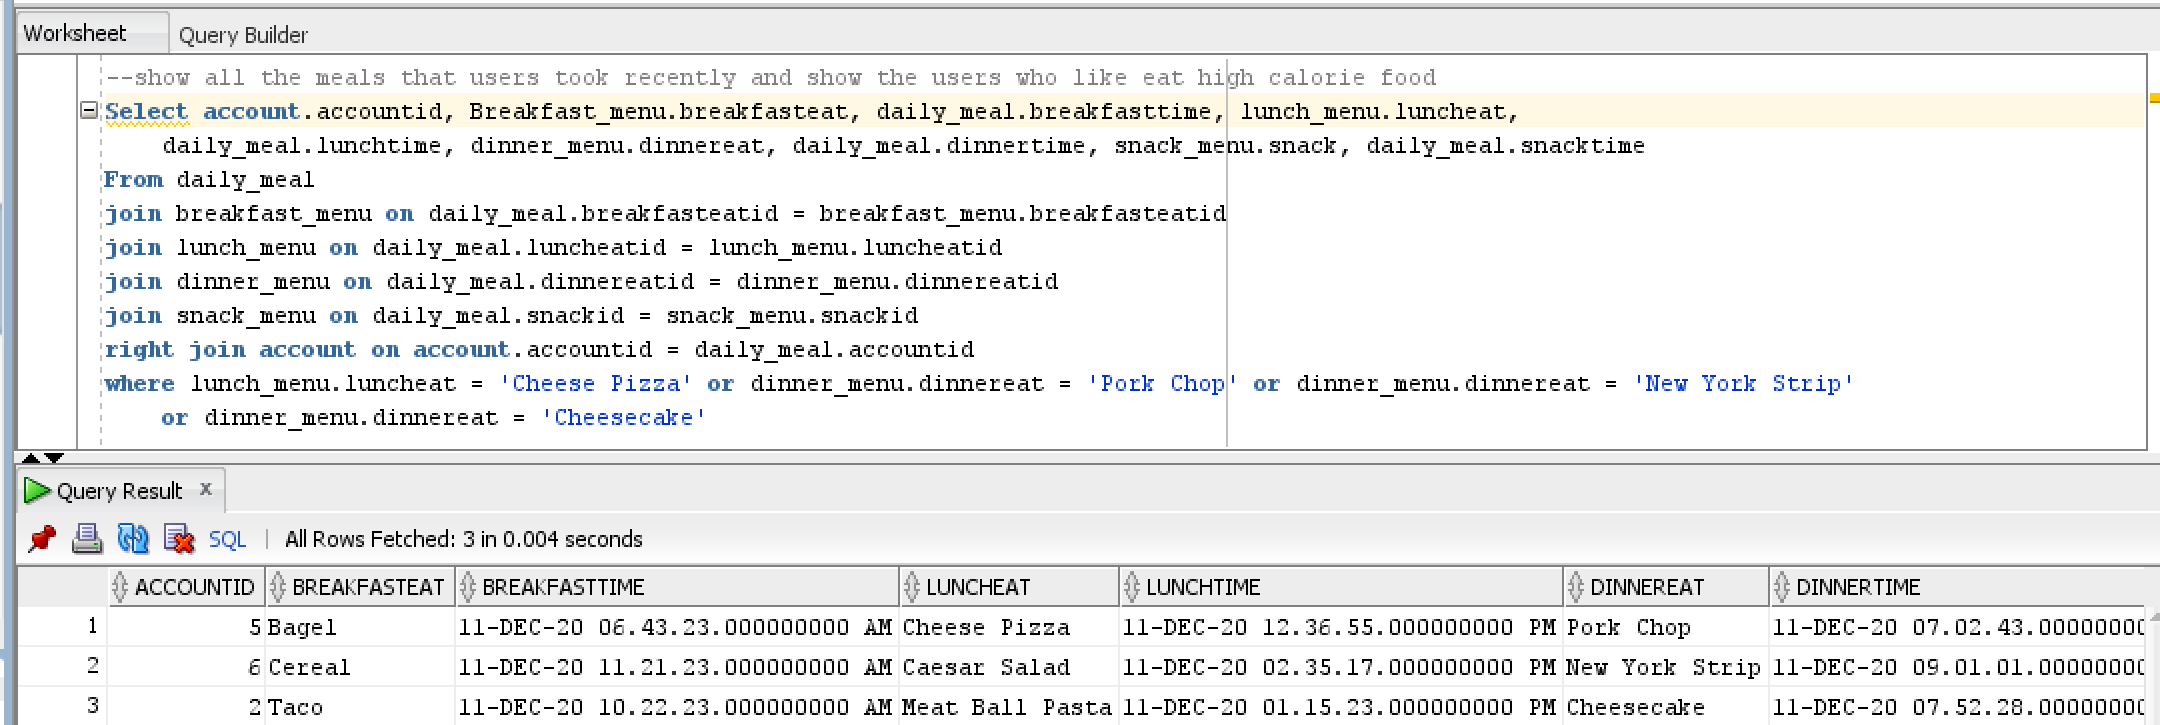 Worksheet Query Builder
--show all the meals that users took recently and show the users who like eat high calorie food
Select account.accountid, Breakfast_menu.breakfasteat, daily_meal.breakfasttime, lunch_menu.luncheat,
daily_meal.lunchtime, dinner_menu.dinnereat, daily_meal.dinnertime, snack_menu.snack, daily_meal.snacktime
From daily_meal
join breakfast_menu on daily_meal.breakfasteatid = breakfast_menu.breakfasteatid
join lunch_menu on daily_meal.luncheatid = lunch_menu.luncheatid
join dinner_menu on daily_meal.dinnereatid = dinner_menu.dinnereatid
join snack_menu on daily_meal.snackid = snack_menu.snackid
right join account on account.accountid = daily_meal.accountid
where lunch_menu.luncheat = 'Cheese Pizza' or dinner_menu.dinnereat = 'Pork Chop' or dinner_menu.dinnereat = 'New York Strip'
or dinner_menu.dinnereat = 'Cheesecake'
Query Result x
SQL | All Rows Fetched: 3 in 0.004 seconds
ACCOUNTID BREAKFASTEAT BREAKFASTTIME LUNCHEAT LUNCHTIME DINNEREAT DINNERTIME
1 5 Bagel 11-DEC-20 06.43.23.000000000 AM Cheese Pizza 11-DEC-20 12.36.55.000000000 PM Pork Chop 11-DEC-20 07.02.43.00000000
2 6 Cereal 11-DEC-20 11.21.23.000000000 AM Caesar Salad 11-DEC-20 02.35.17.000000000 PM New York Strip 11-DEC-20 09.01.01.00000000
3 2 Taco 11-DEC-20 10.22.23.000000000 AM Meat Ball Pasta 11-DEC-20 01.15.23.000000000 PM Cheesecake 11-DEC-20 07.52.28.00000000